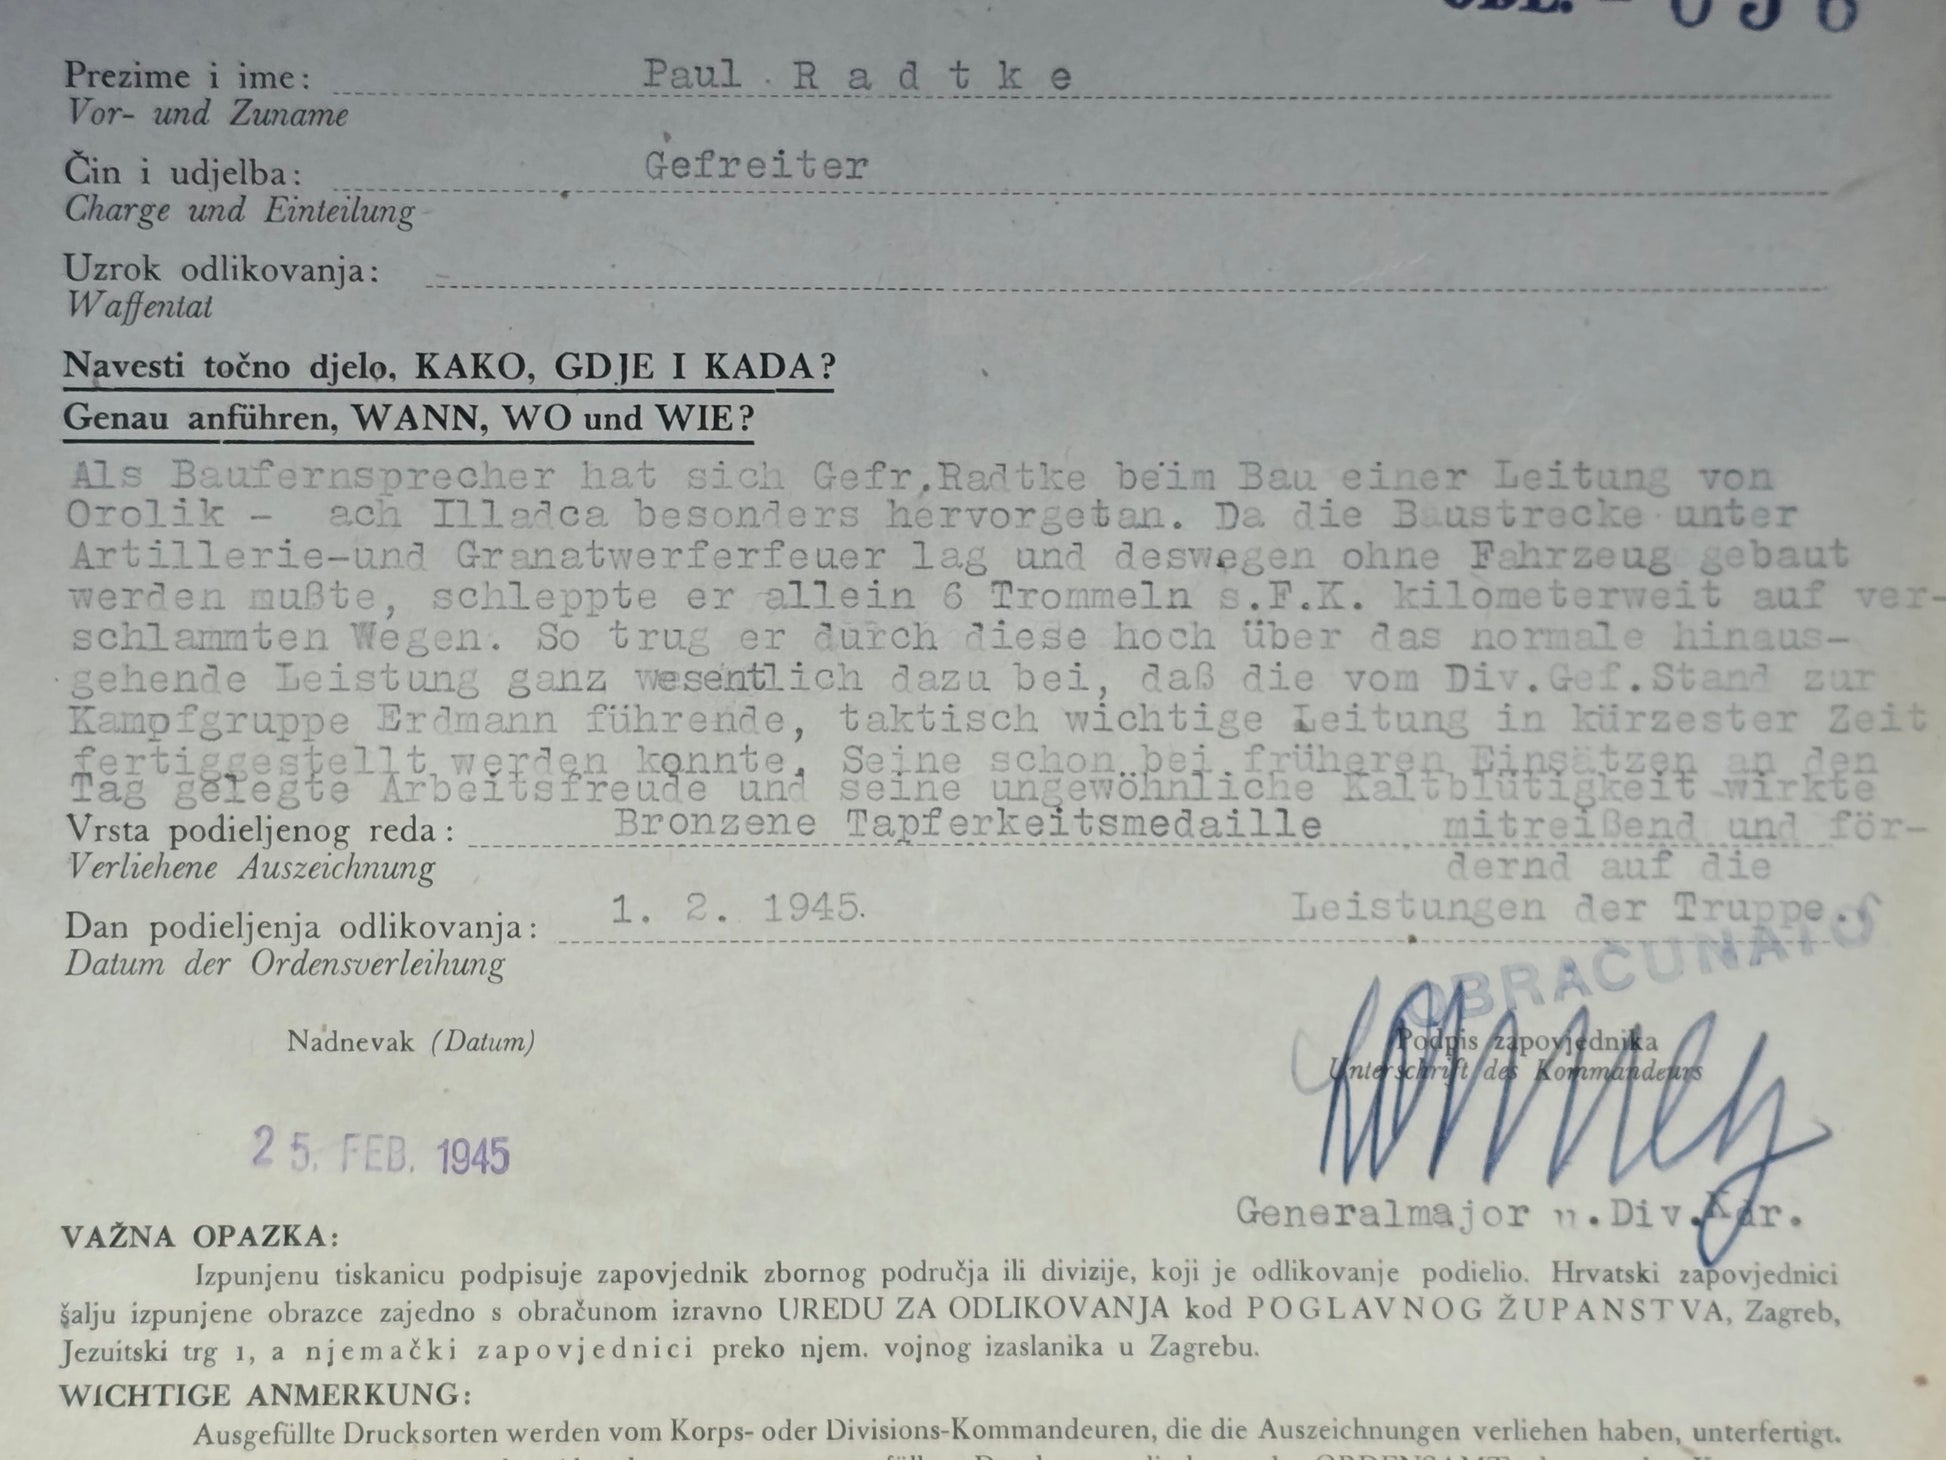 Prezime i ime: Paul Radtke
Vor- und Zuname
Čin i udjelba: Gefreiter
Charge und Einteilung
Uzrok odlikovanja:
Waffentat
Navesti točno djelo, KAKO, GDJE I KADA?
Genau anführen, WANN, WO und WIE?
Als Baufernsprecher hat sich Gefr.Radtke beim Bau einer Leitung von
Orolik - ach Illadca besonders hervorgetan. Da die Baustrecke unter
Artillerie-und Granatwerferfeuer lag und deswegen ohne Fahrzeug gebaut
werden mußte, schleppte er allein 6 Trommeln s.F.K. kilometerweit auf ver-
schlammten Wegen. So trug er durch diese hoch über das normale hinaus-
gehende Leistung ganz wesentlich dazu bei, daß die vom Div.Gef.Stand zur
Kampfgruppe Erdmann führende, taktisch wichtige Leitung in kürzester Zeit
fertiggestellt werden konnte. Seine schon bei früheren Einsätzen an den
Tag gelegte Arbeitsfreude und seine ungewöhnliche Kaltblütigkeit wirkte
Vrsta podieljenog reda: Bronzene Tapferkeitsmedaille mitreißend und för-
Verliehene Auszeichnung dernd auf die
Dan podieljenja odlikovanja: 1. 2. 1945. Leistungen der Truppe.
Datum der Ordensverleihung
OBRAČUNATO
Nadnevak (Datum) Podpis zapovjednika
Unterschrift des Kommandeurs
25. FEB. 1945
Generalmajor u.Div.Kdr.
VAŽNA OPAZKA:
Izpunjenu tiskanicu podpisuje zapovjednik zbornog područja ili divizije, koji je odlikovanje podielio. Hrvatski zapovjednici
šalju izpunjene obrazce zajedno s obračunom izravno UREDU ZA ODLIKOVANJA kod POGLAVNOG ŽUPANSTVA, Zagreb,
Jezuitski trg 1, a njemački zapovjednici preko njem. vojnog izaslanika u Zagrebu.
WICHTIGE ANMERKUNG:
Ausgefüllte Drucksorten werden vom Korps- oder Divisions-Kommandeuren, die die Auszeichnungen verliehen haben, unterfertigt.